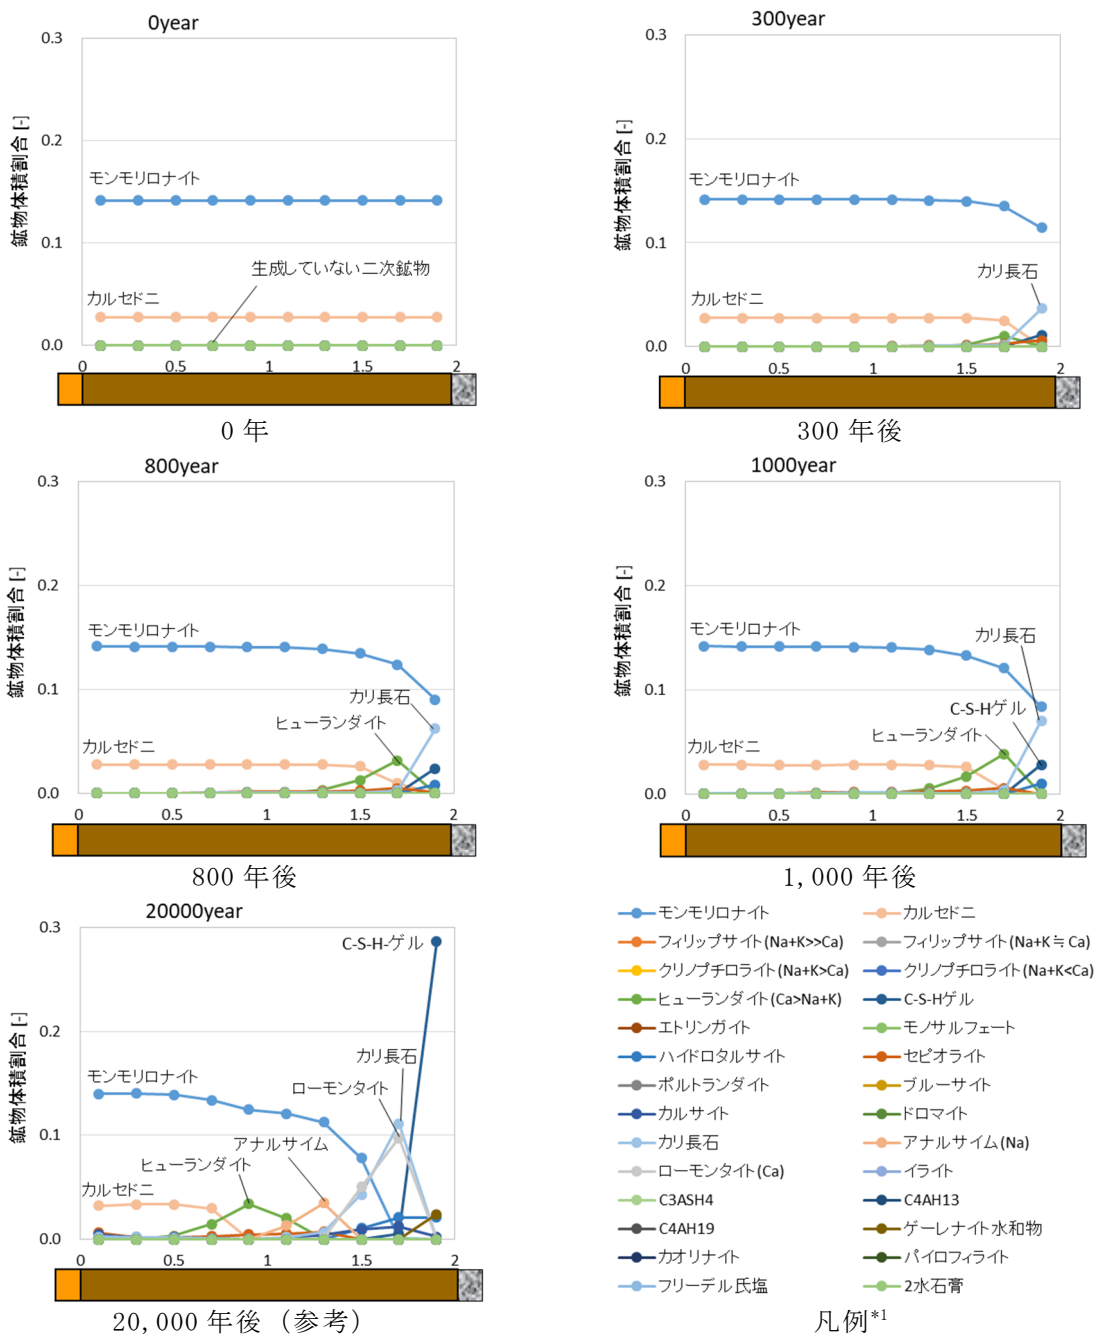 0year
鉱物体積割合 [-]
0.3
0.2
0.1
0.0
モンモリロナイト
生成していない二次鉱物
カルセドニ
0 0.5 1 1.5 2
0 年
300year
鉱物体積割合 [-]
0.3
0.2
0.1
0.0
モンモリロナイト
カリ長石
カルセドニ
0 0.5 1 1.5 2
300 年後
800year
鉱物体積割合 [-]
0.3
0.2
0.1
0.0
モンモリロナイト
カリ長石
ヒューランダイト
カルセドニ
0 0.5 1 1.5 2
800 年後
1000year
鉱物体積割合 [-]
0.3
0.2
0.1
0.0
モンモリロナイト
カリ長石
C-S-Hゲル
ヒューランダイト
カルセドニ
0 0.5 1 1.5 2
1,000 年後
20000year
鉱物体積割合 [-]
0.3
0.2
0.1
0.0
C-S-H-ゲル
カリ長石
モンモリロナイト
ローモンタイト
アナルサイム
ヒューランダイト
カルセドニ
0 0.5 1 1.5 2
20,000 年後（参考）
モンモリロナイト カルセドニ
フィリップサイト(Na+K>>Ca) フィリップサイト(Na+K≒Ca)
クリノプチロライト(Na+K>Ca) クリノプチロライト(Na+K<Ca)
ヒューランダイト(Ca>Na+K) C-S-Hゲル
エトリンガイト モノサルフェート
ハイドロタルサイト セピオライト
ポルトランダイト ブルーサイト
カルサイト ドロマイト
カリ長石 アナルサイム(Na)
ローモンタイト(Ca) イライト
C3ASH4 C4AH13
C4AH19 ゲーレナイト水和物
カオリナイト パイロフィライト
フリーデル氏塩 2水石膏
凡例*1